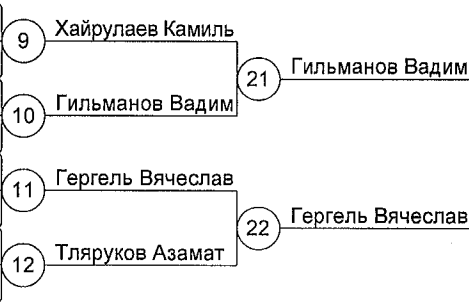 9
Хайрулаев Камиль
21
Гильманов Вадим
10
Гильманов Вадим
11
Гергель Вячеслав
22
Гергель Вячеслав
12
Тляруков Азамат